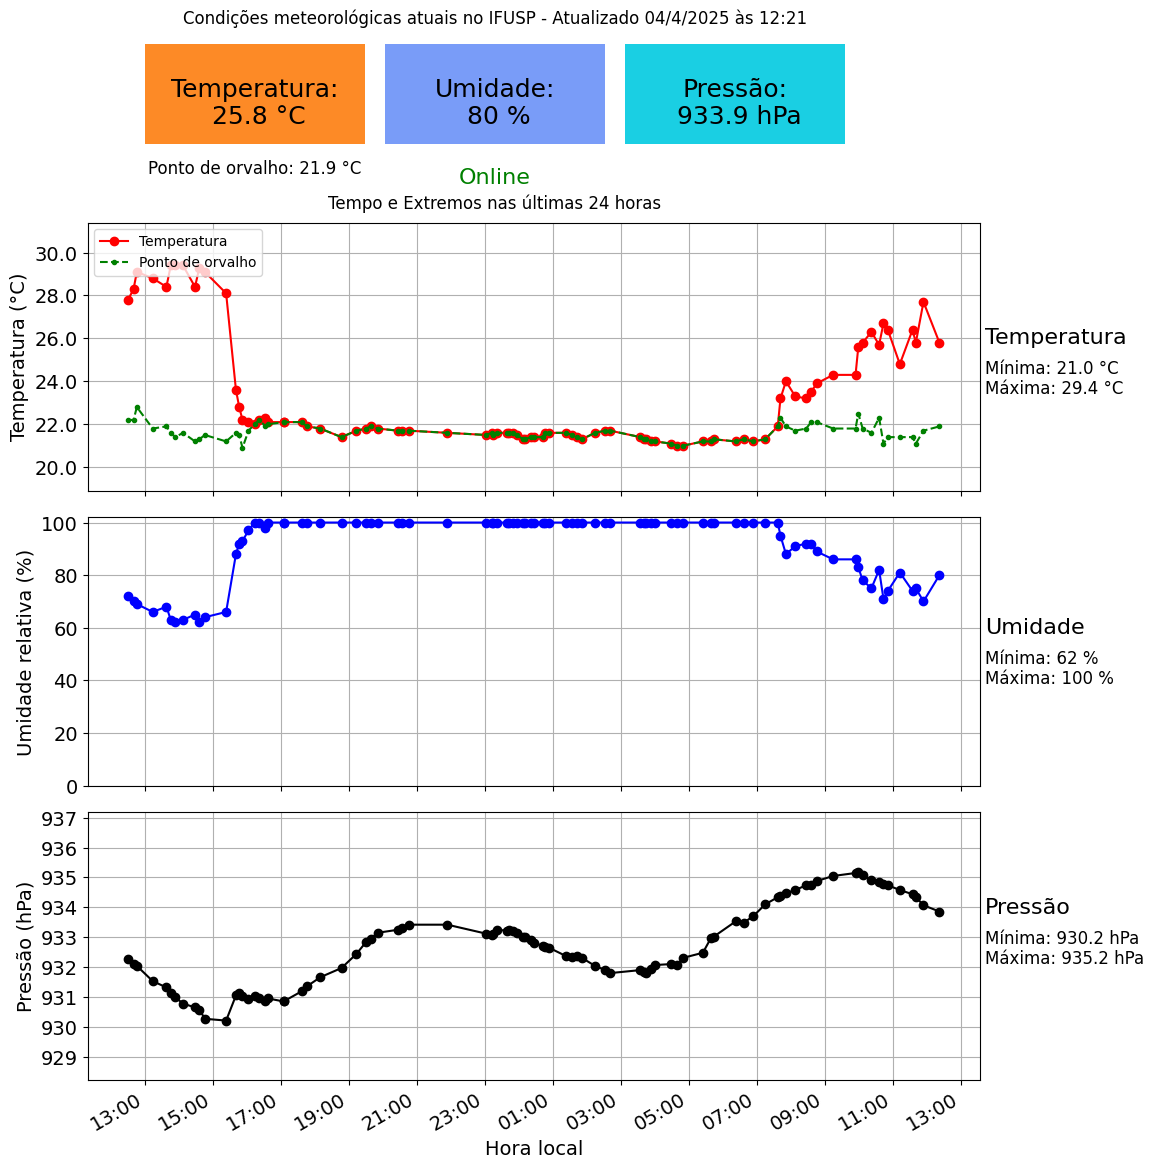 Condições meteorológicas atuais no IFUSP - Atualizado 04/4/2025 às 12:21
Temperatura:
25.8 °C
Umidade:
80 %
Pressão:
933.9 hPa
Ponto de orvalho: 21.9 °C
Online
Tempo e Extremos nas últimas 24 horas
Temperatura
Ponto de orvalho
Temperatura (°C)
30.0
28.0
26.0
24.0
22.0
20.0
Temperatura
Mínima: 21.0 °C
Máxima: 29.4 °C
Umidade relativa (%)
100
80
60
40
20
0
Umidade
Mínima: 62 %
Máxima: 100 %
Pressão (hPa)
937
936
935
934
933
932
931
930
929
Pressão
Mínima: 930.2 hPa
Máxima: 935.2 hPa
13:00 15:00 17:00 19:00 21:00 23:00 01:00 03:00 05:00 07:00 09:00 11:00 13:00
Hora local